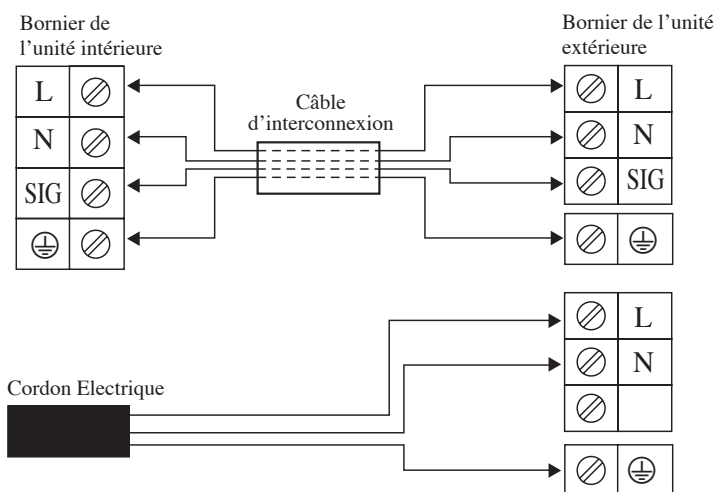 Bornier de
l'unité intérieure
Bornier de l'unité
extérieure
L
N
SIG
Câble
d'interconnexion
L
N
SIG
L
N
Cordon Electrique